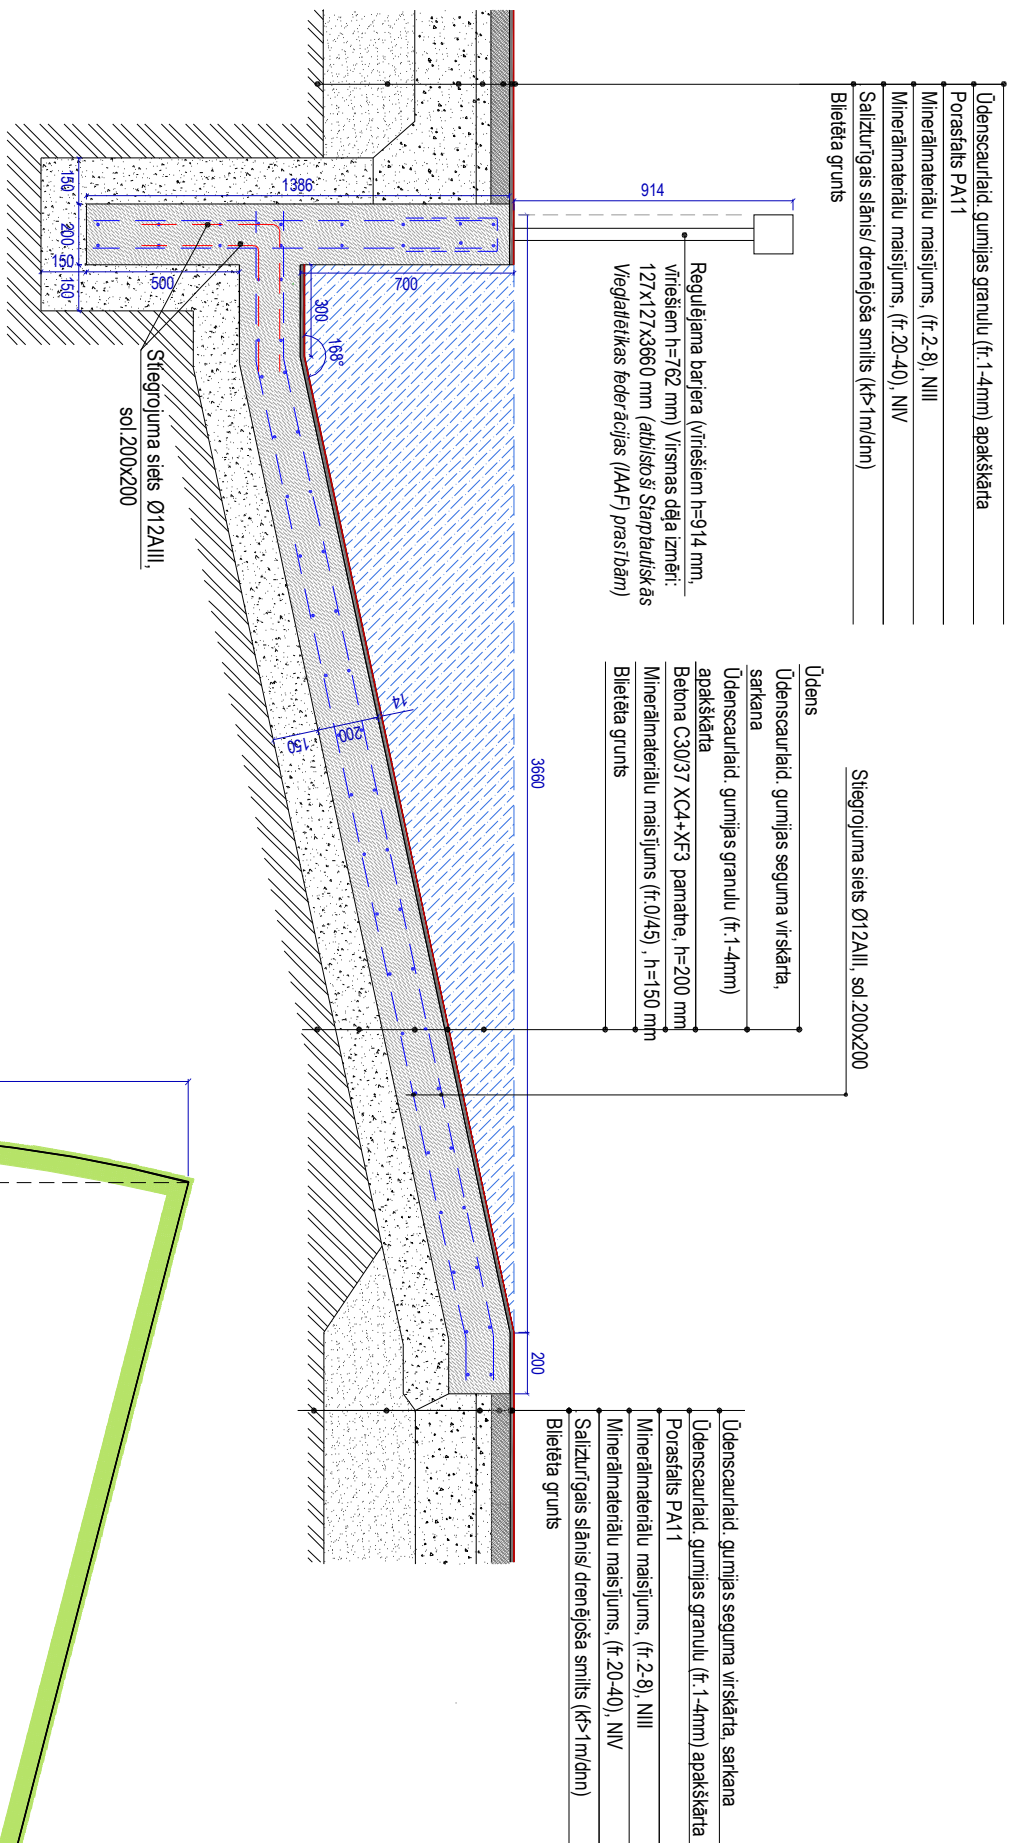 Ūdenscaurlaid. gumijas granulu (fr.1-4mm) apakškārta
Porasfalts PA11
Minerālmateriālu maisījums, (fr.2-8), NIII
Minerālmateriālu maisījums, (fr.20-40), NIV
Salizturīgais slānis/ drenējoša smilts (kf>1m/dnn)
Blietēta grunts
914
Regulējama barjera (vīriešiem h=914 mm,
vīriešiem h=762 mm) Virsmas dēļa izmēri:
127x127x3660 mm (atbilstoši Starptautiskās
Vieglatlētikas federācijas (IAAF) prasībām)
1386
150
200
150
150
500
700
300
168°
Stiegrojuma siets Ø12AIII,
sol.200x200
14
200
150
3660
Ūdens
Ūdenscaurlaid. gumijas seguma virskārta,
sarkana
Ūdenscaurlaid. gumijas granulu (fr.1-4mm)
apakškārta
Betona C30/37 XC4+XF3 pamatne, h=200 mm
Minerālmateriālu maisījums (fr.0/45) , h=150 mm
Blietēta grunts
Stiegrojuma siets Ø12AIII, sol.200x200
200
Ūdenscaurlaid. gumijas seguma virskārta, sarkana
Ūdenscaurlaid. gumijas granulu (fr.1-4mm) apakškārta
Porasfalts PA11
Minerālmateriālu maisījums, (fr.2-8), NIII
Minerālmateriālu maisījums, (fr.20-40), NIV
Salizturīgais slānis/ drenējoša smilts (kf>1m/dnn)
Blietēta grunts